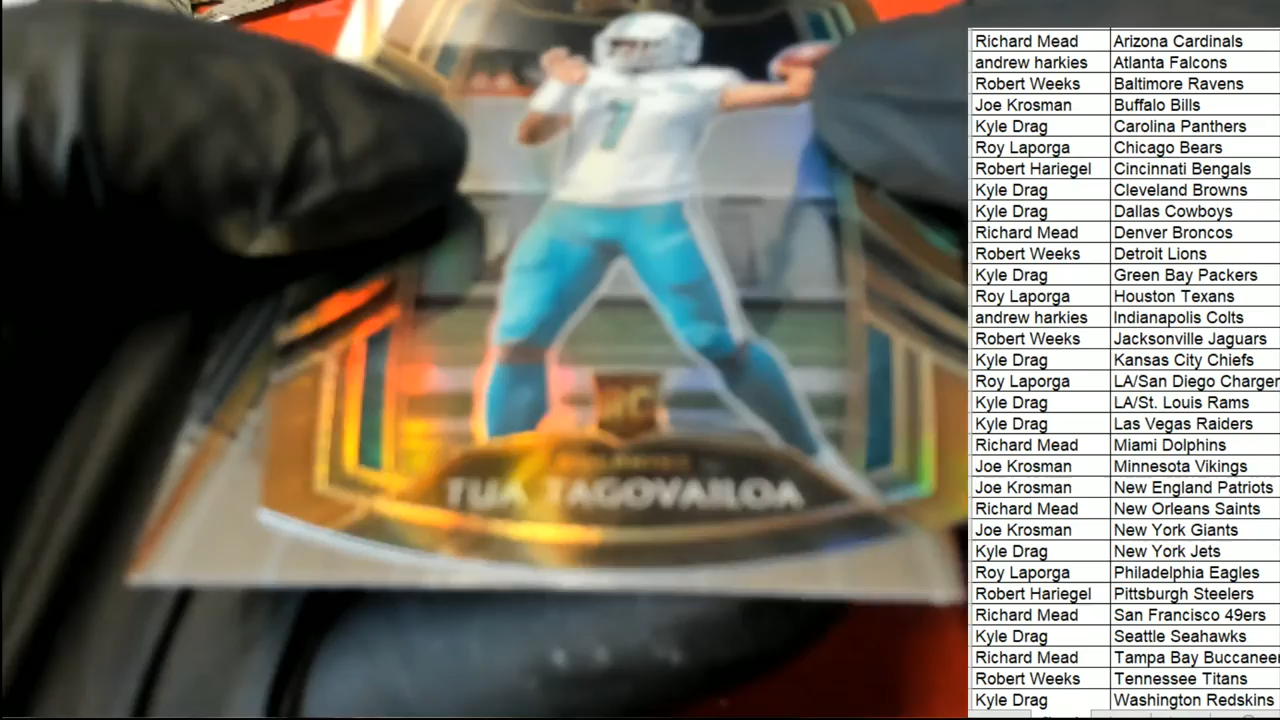 1
RC
DOLPHINS
TUA TAGOVAILOA
Richard Mead Arizona Cardinals
andrew harkies Atlanta Falcons
Robert Weeks Baltimore Ravens
Joe Krosman Buffalo Bills
Kyle Drag Carolina Panthers
Roy Laporga Chicago Bears
Robert Hariegel Cincinnati Bengals
Kyle Drag Cleveland Browns
Kyle Drag Dallas Cowboys
Richard Mead Denver Broncos
Robert Weeks Detroit Lions
Kyle Drag Green Bay Packers
Roy Laporga Houston Texans
andrew harkies Indianapolis Colts
Robert Weeks Jacksonville Jaguars
Kyle Drag Kansas City Chiefs
Roy Laporga LA/San Diego Charger
Kyle Drag LA/St. Louis Rams
Kyle Drag Las Vegas Raiders
Richard Mead Miami Dolphins
Joe Krosman Minnesota Vikings
Joe Krosman New England Patriots
Richard Mead New Orleans Saints
Joe Krosman New York Giants
Kyle Drag New York Jets
Roy Laporga Philadelphia Eagles
Robert Hariegel Pittsburgh Steelers
Richard Mead San Francisco 49ers
Kyle Drag Seattle Seahawks
Richard Mead Tampa Bay Buccaneer
Robert Weeks Tennessee Titans
Kyle Drag Washington Redskins